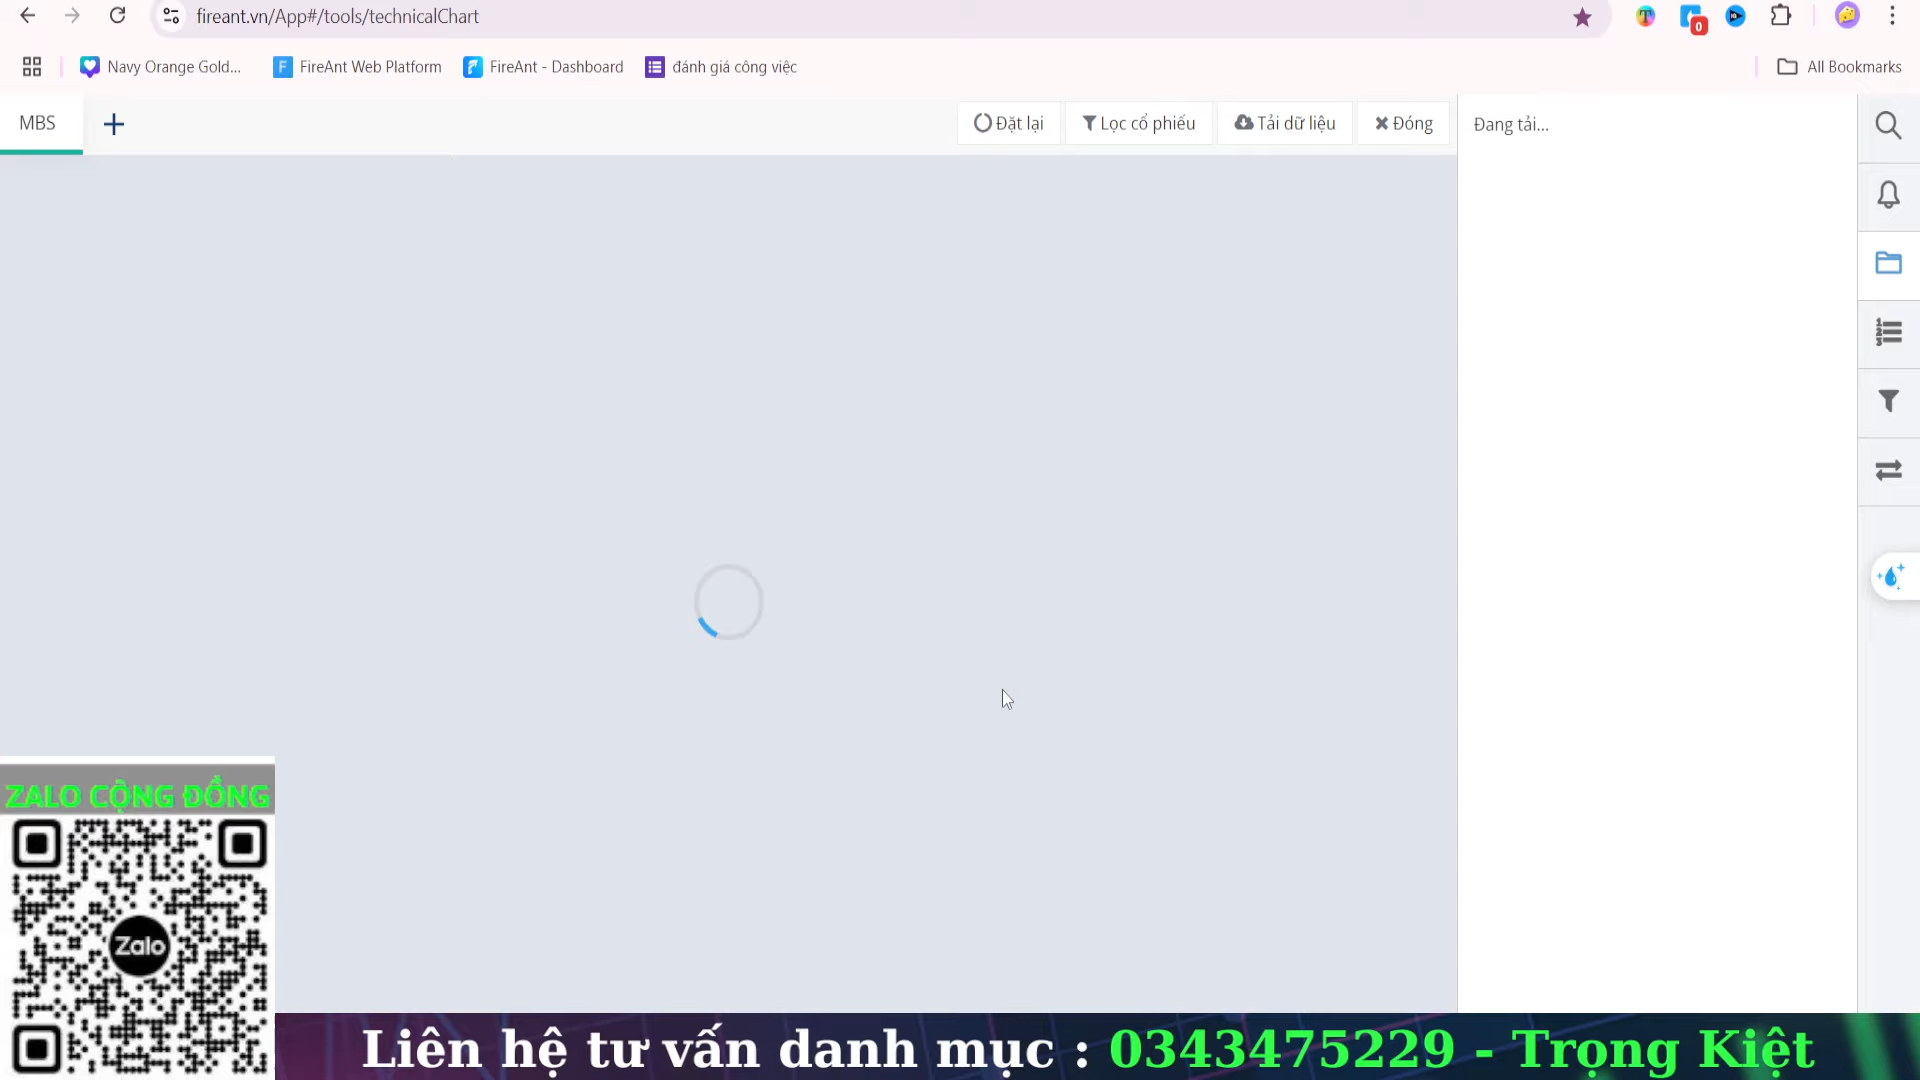 fireant.vn/App#/tools/technicalChart
0
Navy Orange Gold...
FireAnt Web Platform
FireAnt - Dashboard
đánh giá công việc
All Bookmarks
MBS
Đặt lại
Lọc cổ phiếu
Tải dữ liệu
Đóng
Đang tải...
ZALO CỘNG ĐỒNG
Zalo
Liên hệ tư vấn danh mục : 0343475229 - Trọng Kiệt